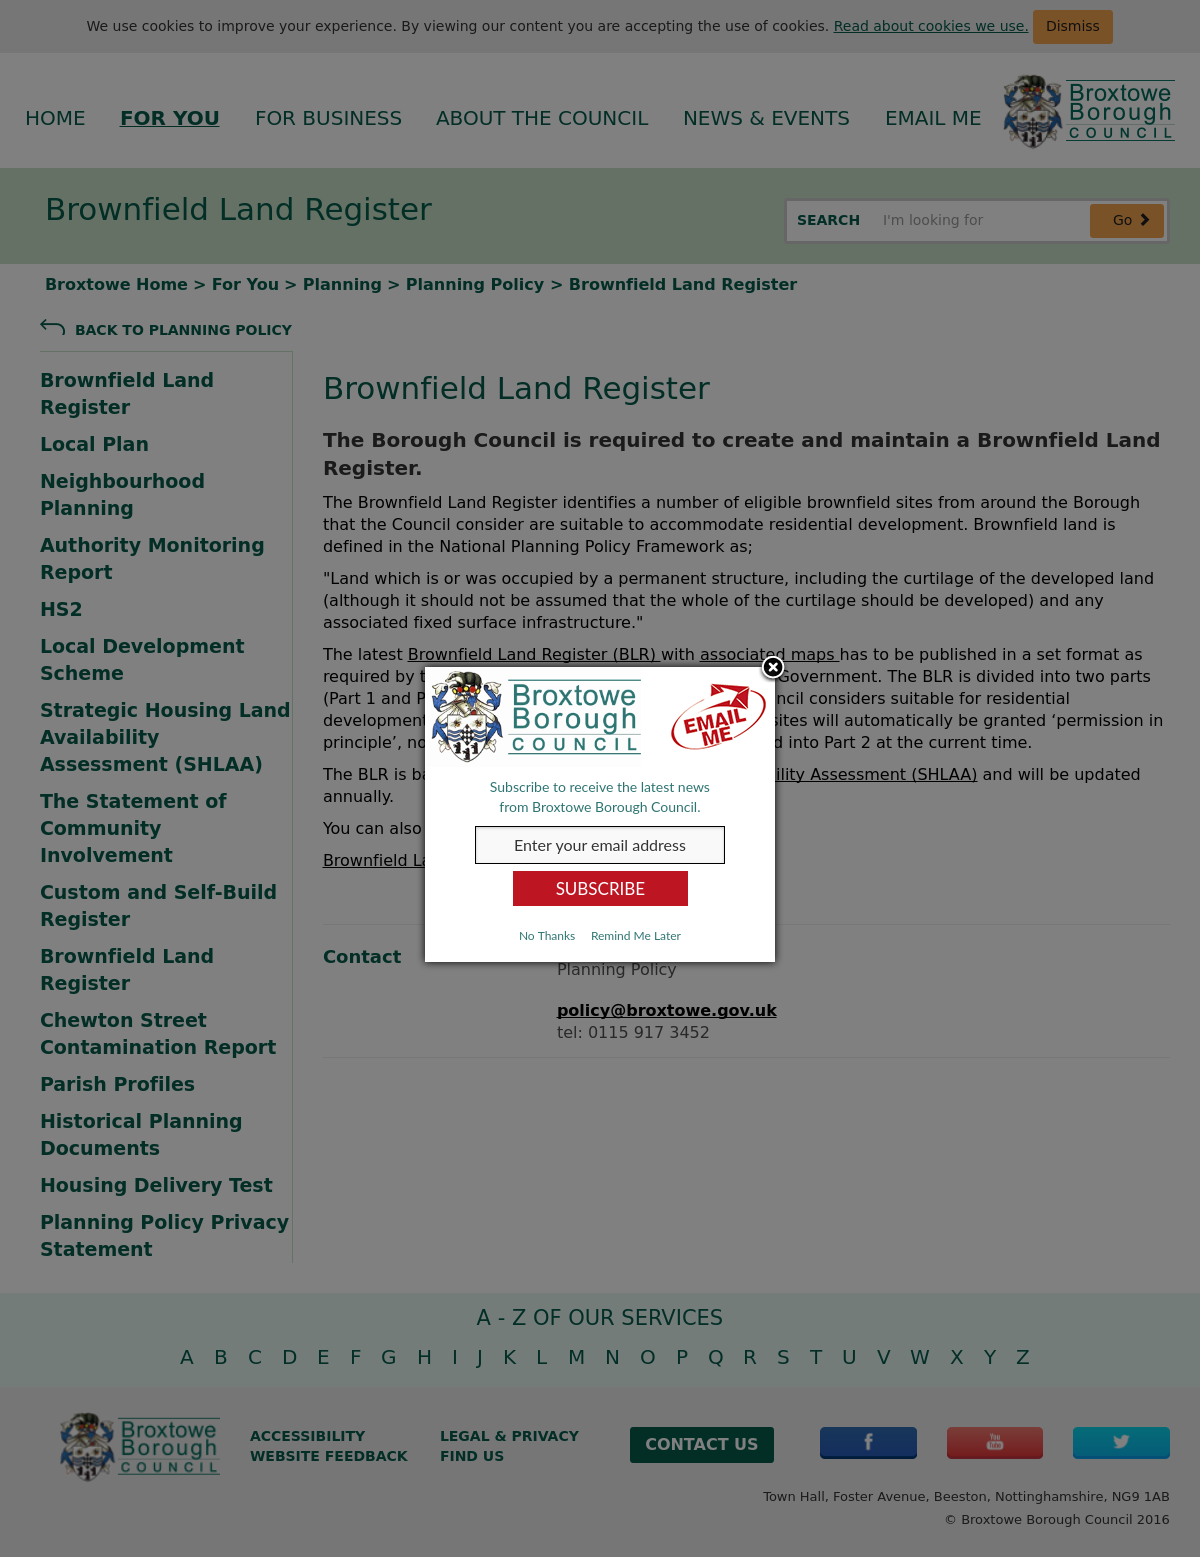 We use cookies to improve your experience. By viewing our content you are accepting the use of cookies. Read about cookies we use. Dismiss
HOME FOR YOU FOR BUSINESS ABOUT THE COUNCIL NEWS & EVENTS EMAIL ME
Broxtowe
Borough
COUNCIL
Brownfield Land Register
SEARCH I'm looking for Go
Broxtowe Home > For You > Planning > Planning Policy > Brownfield Land Register
BACK TO PLANNING POLICY
Brownfield Land
Register
Local Plan
Neighbourhood
Planning
Authority Monitoring
Report
HS2
Local Development
Scheme
Strategic Housing Land
Availability
Assessment (SHLAA)
The Statement of
Community
Involvement
Custom and Self-Build
Register
Brownfield Land
Register
Chewton Street
Contamination Report
Parish Profiles
Historical Planning
Documents
Housing Delivery Test
Planning Policy Privacy
Statement
Brownfield Land Register
The Borough Council is required to create and maintain a Brownfield Land
Register.
The Brownfield Land Register identifies a number of eligible brownfield sites from around the Borough
that the Council consider are suitable to accommodate residential development. Brownfield land is
defined in the National Planning Policy Framework as;
"Land which is or was occupied by a permanent structure, including the curtilage of the developed land
(although it should not be assumed that the whole of the curtilage should be developed) and any
associated fixed surface infrastructure."
The latest Brownfield Land Register (BLR) with associated maps has to be published in a set format as
required by Government. The BLR is divided into two parts
(Part 1 and considers suitable for residential
development sites will automatically be granted ‘permission in
principle’, into Part 2 at the current time.
The BLR is Assessment (SHLAA) and will be updated
annually.
You can also
Brownfield
Broxtowe
Borough
COUNCIL
EMAIL
ME
Subscribe to receive the latest news
from Broxtowe Borough Council.
Enter your email address
SUBSCRIBE
No Thanks Remind Me Later
Contact
Planning Policy
policy@broxtowe.gov.uk
tel: 0115 917 3452
A - Z OF OUR SERVICES
A B C D E F G H I J K L M N O P Q R S T U V W X Y Z
Broxtowe
Borough
COUNCIL
ACCESSIBILITY
WEBSITE FEEDBACK
LEGAL & PRIVACY
FIND US
CONTACT US
f
You
Tube
Town Hall, Foster Avenue, Beeston, Nottinghamshire, NG9 1AB
© Broxtowe Borough Council 2016